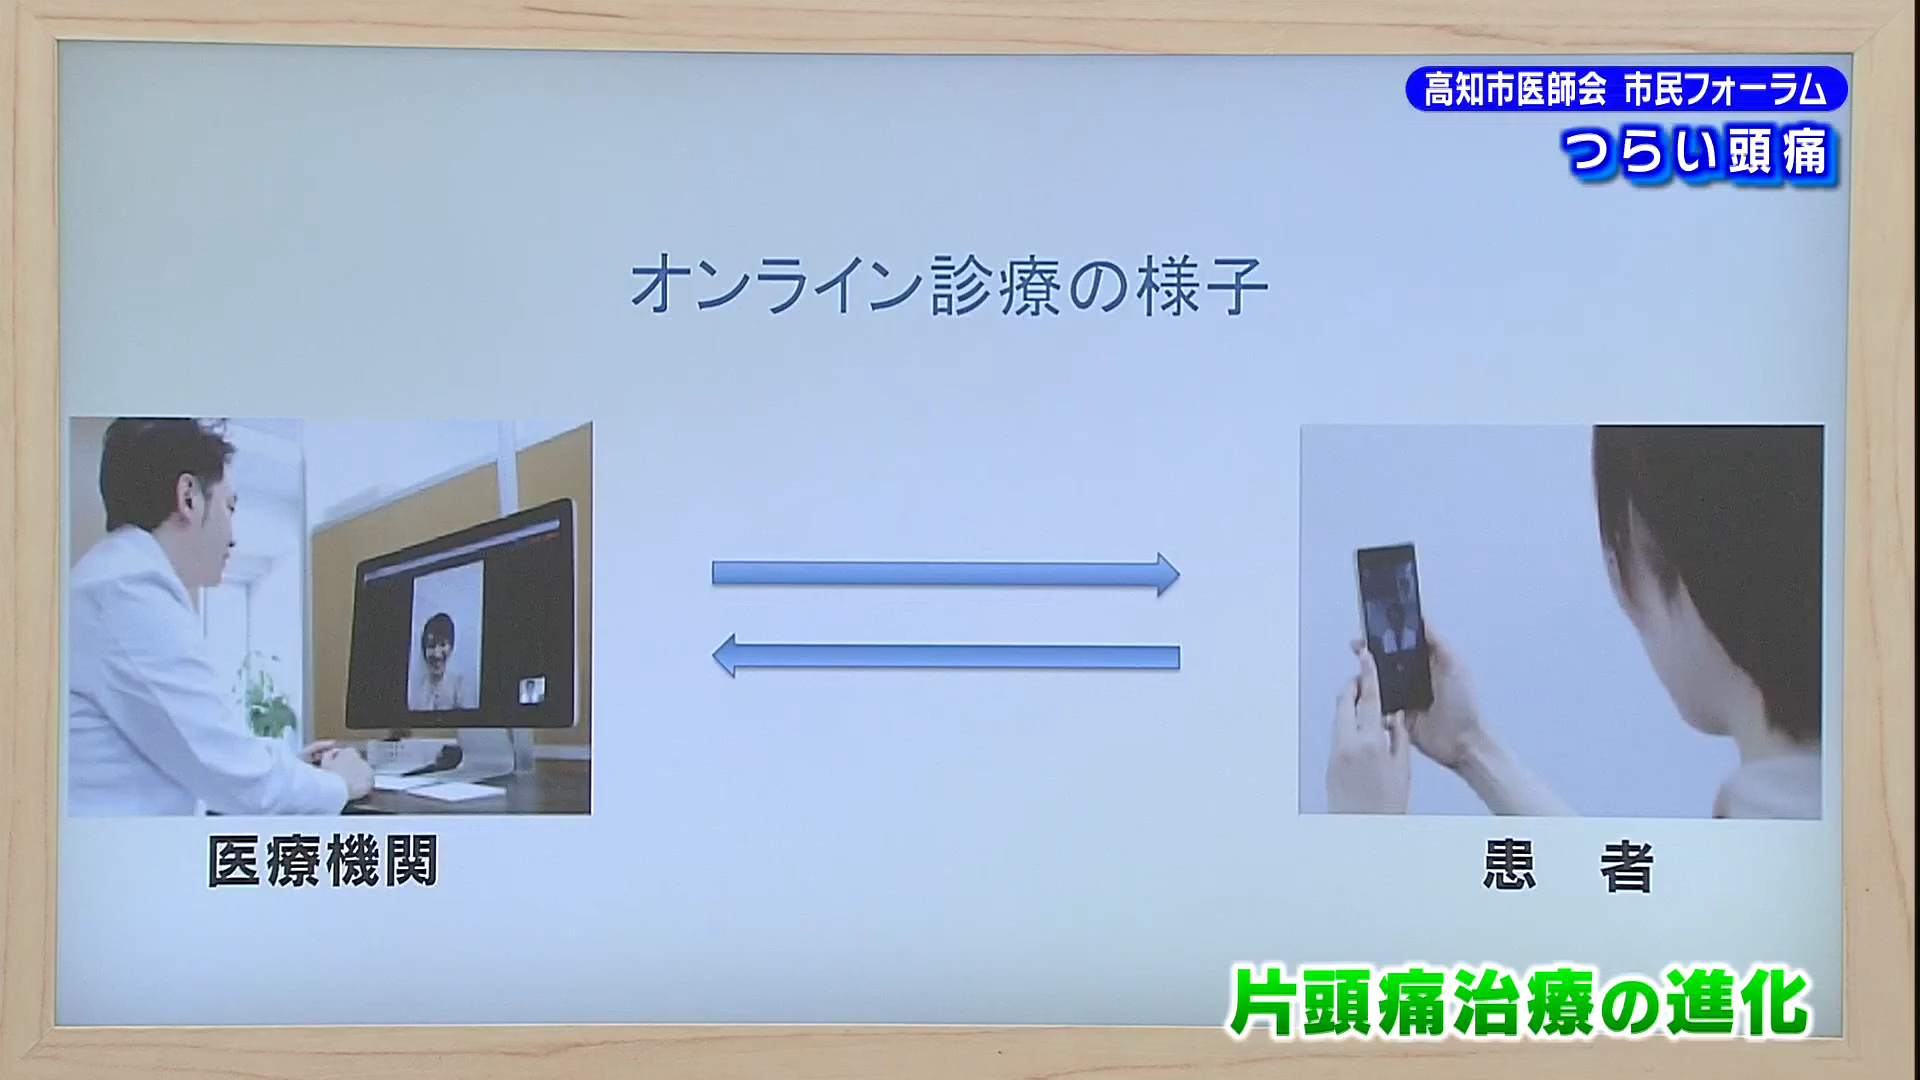 高知市医師会 市民フォーラム
つらい頭痛
オンライン診療の様子
医療機関
患　者
片頭痛治療の進化